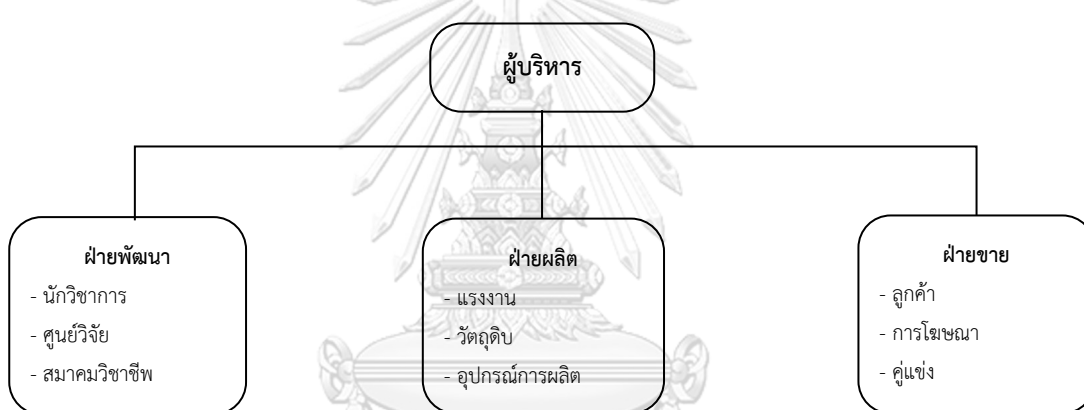 ผู้บริหาร
ฝ่ายพัฒนา
- นักวิชาการ
- ศูนย์วิจัย
- สมาคมวิชาชีพ
ฝ่ายผลิต
- แรงงาน
- วัตถุดิบ
- อุปกรณ์การผลิต
ฝ่ายขาย
- ลูกค้า
- การโฆษณา
- คู่แข่ง